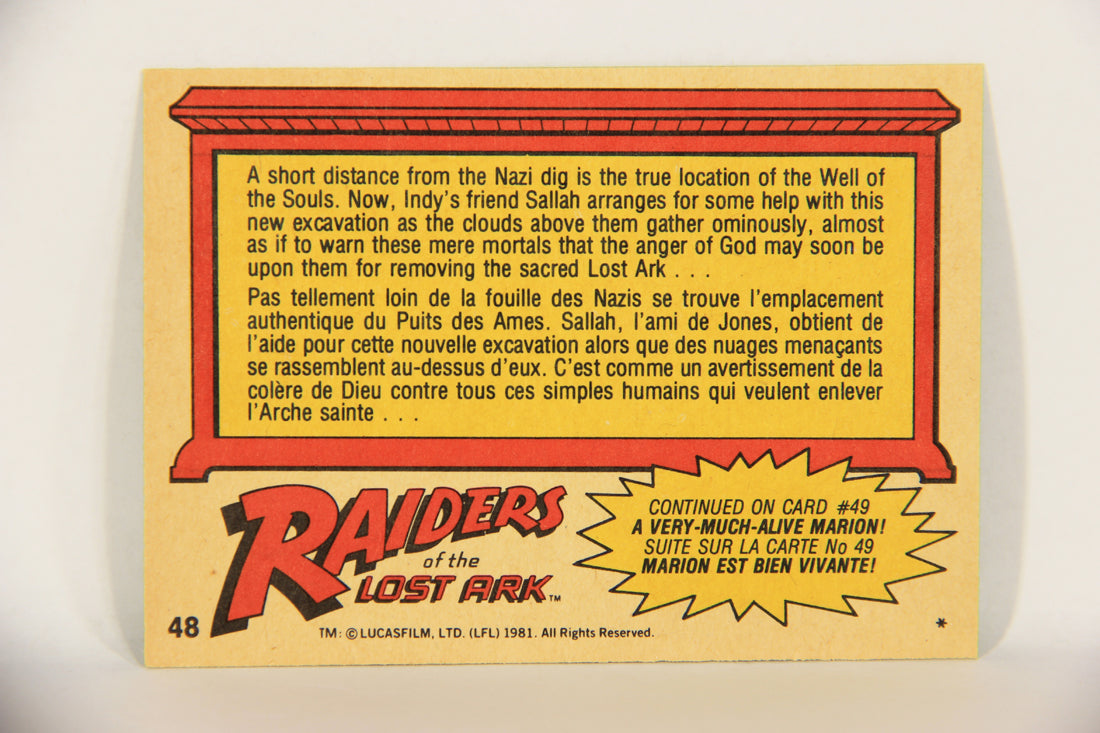 A short distance from the Nazi dig is the true location of the Well of
the Souls. Now, Indy's friend Sallah arranges for some help with this
new excavation as the clouds above them gather ominously, almost
as if to warn these mere mortals that the anger of God may soon be
upon them for removing the sacred Lost Ark . . .
Pas tellement loin de la fouille des Nazis se trouve l'emplacement
authentique du Puits des Ames. Sallah, l'ami de Jones, obtient de
l'aide pour cette nouvelle excavation alors que des nuages menaçants
se rassemblent au-dessus d'eux. C'est comme un avertissement de la
colère de Dieu contre tous ces simples humains qui veulent enlever
l'Arche sainte . . .
RAIDERS
of the
LOST ARK™
CONTINUED ON CARD #49
A VERY-MUCH-ALIVE MARION!
SUITE SUR LA CARTE No 49
MARION EST BIEN VIVANTE!
48
TM: © LUCASFILM, LTD. (LFL) 1981. All Rights Reserved.
*